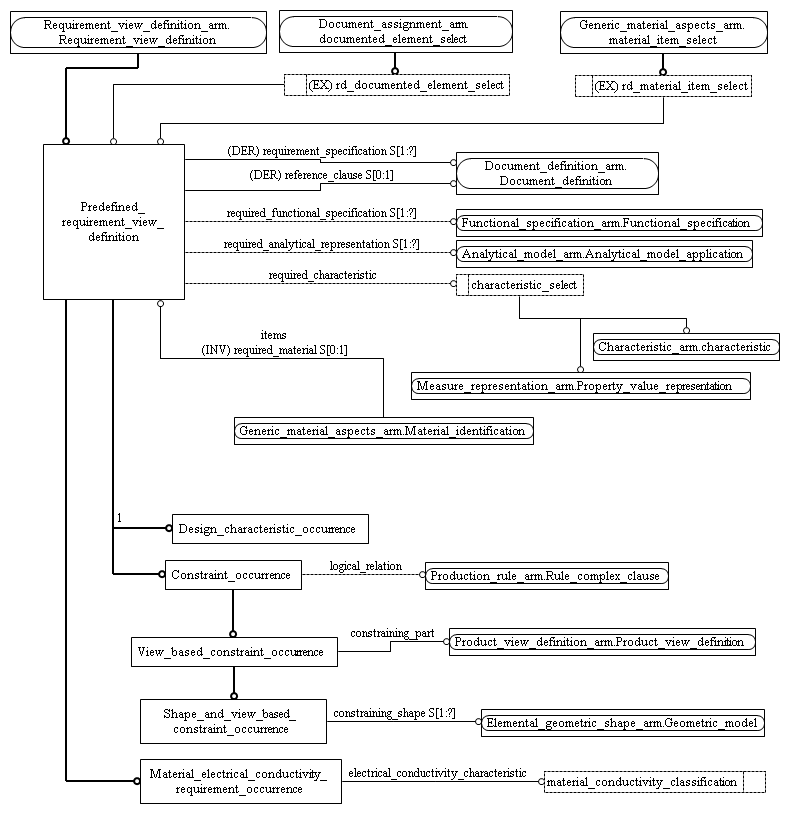 Requirement_view_definition_arm.
Requirement_view_definition
Document_assignment_arm.
documented_element_select
Generic_material_aspects_arm.
material_item_select
(EX) rd_documented_element_select
(EX) rd_material_item_select
Predefined_
requirement_view_
definition
(DER) requirement_specification S[1:?]
(DER) reference_clause S[0:1]
Document_definition_arm.
Document_definition
required_functional_specification S[1:?]
Functional_specification_arm.Functional_specification
required_analytical_representation S[1:?]
Analytical_model_arm.Analytical_model_application
required_characteristic
characteristic_select
items
(INV) required_material S[0:1]
Characteristic_arm.characteristic
Measure_representation_arm.Property_value_representation
Generic_material_aspects_arm.Material_identification
1
Design_characteristic_occurrence
Constraint_occurrence
logical_relation
Production_rule_arm.Rule_complex_clause
View_based_constraint_occurrence
constraining_part
Product_view_definition_arm.Product_view_definition
Shape_and_view_based_
constraint_occurrence
constraining_shape S[1:?]
Elemental_geometric_shape_arm.Geometric_model
Material_electrical_conductivity_
requirement_occurrence
electrical_conductivity_characteristic
material_conductivity_classification